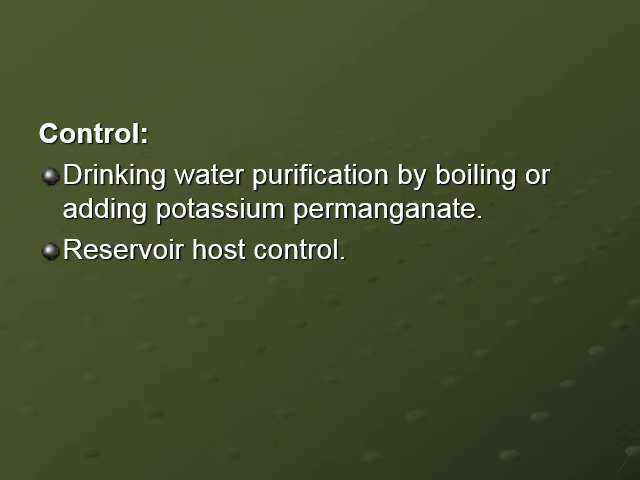 Control:
Drinking water purification by boiling or
adding potassium permanganate.
Reservoir host control.